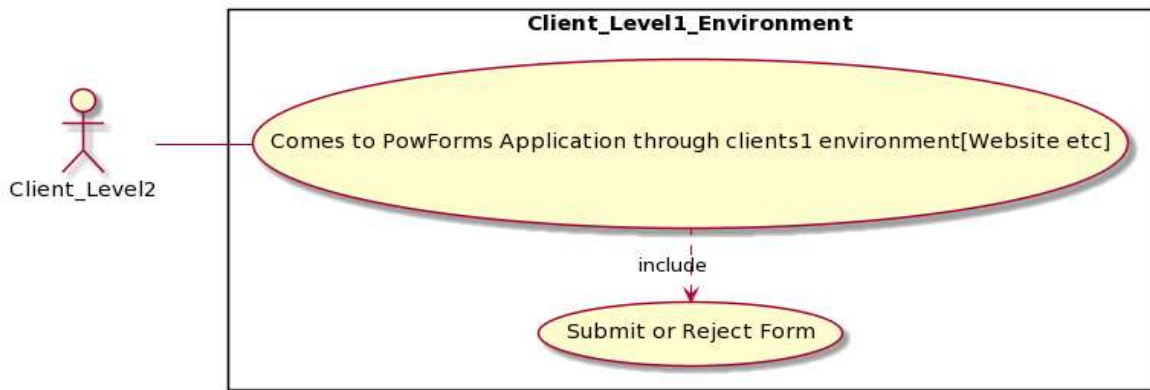 Client_Level1_Environment
Comes to PowForms Application through clients1 environment[Website etc]
Client_Level2
include
Submit or Reject Form